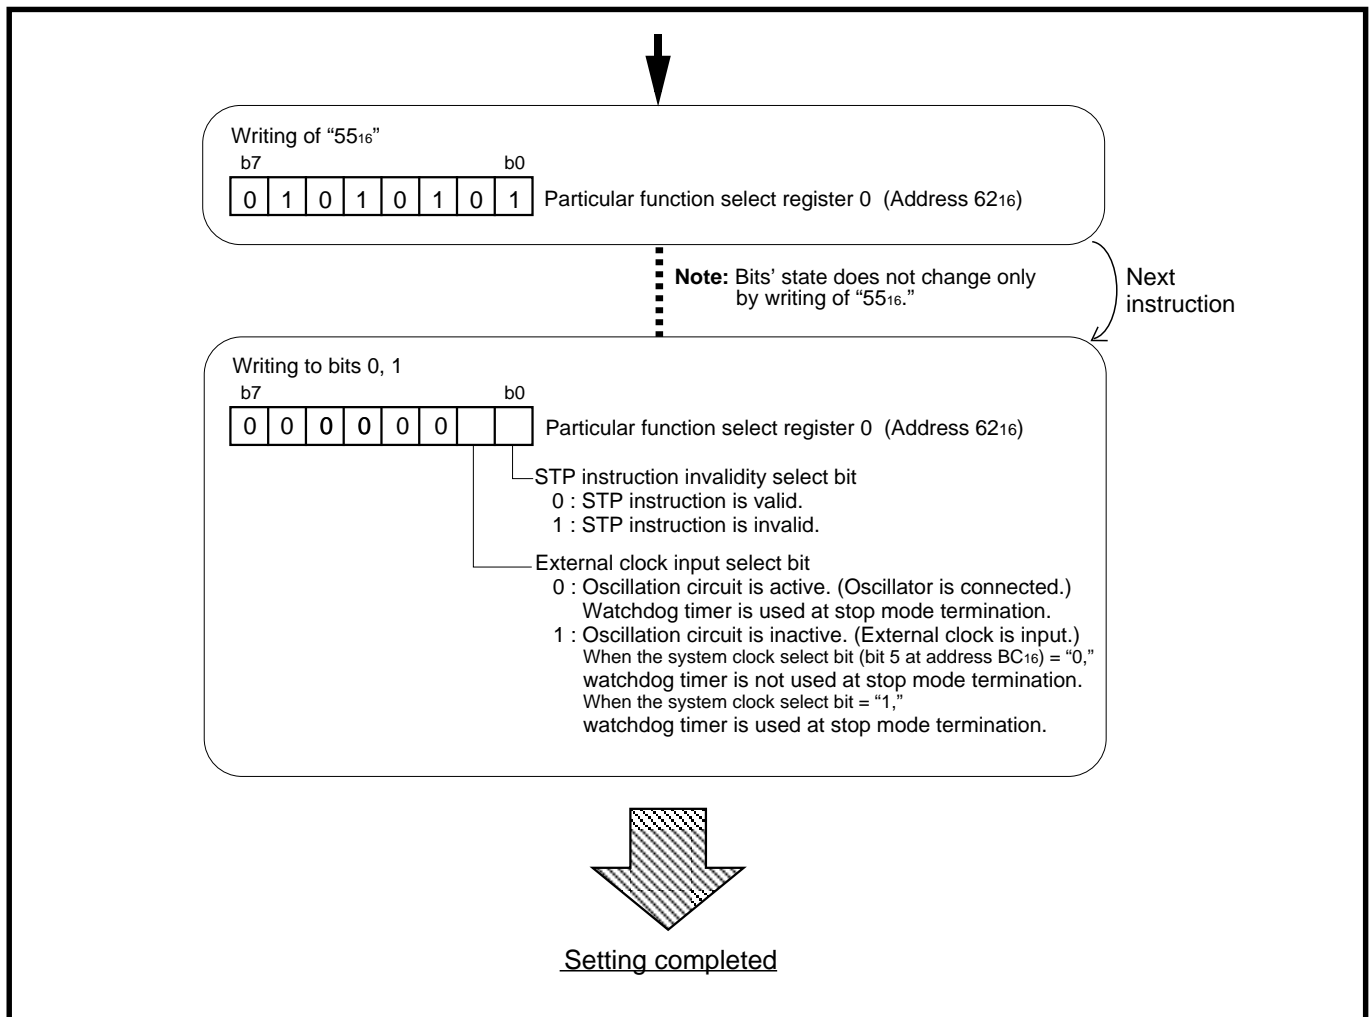 Writing of “5516”
b7 b0
0 1 0 1 0 1 0 1 Particular function select register 0 (Address 6216)
Note: Bits’ state does not change only
by writing of “5516.”
Next
instruction
Writing to bits 0, 1
b7 b0
0 0 0 0 0 0 Particular function select register 0 (Address 6216)
STP instruction invalidity select bit
0 : STP instruction is valid.
1 : STP instruction is invalid.
External clock input select bit
0 : Oscillation circuit is active. (Oscillator is connected.)
Watchdog timer is used at stop mode termination.
1 : Oscillation circuit is inactive. (External clock is input.)
When the system clock select bit (bit 5 at address BC16) = “0,”
watchdog timer is not used at stop mode termination.
When the system clock select bit = “1,”
watchdog timer is used at stop mode termination.
Setting completed